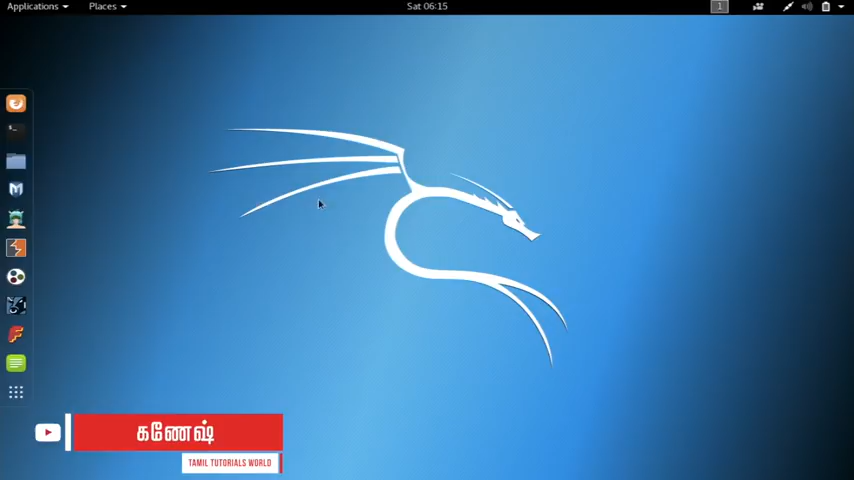 Applications Places Sat 06:15 1
கணேஷ்
TAMIL TUTORIALS WORLD